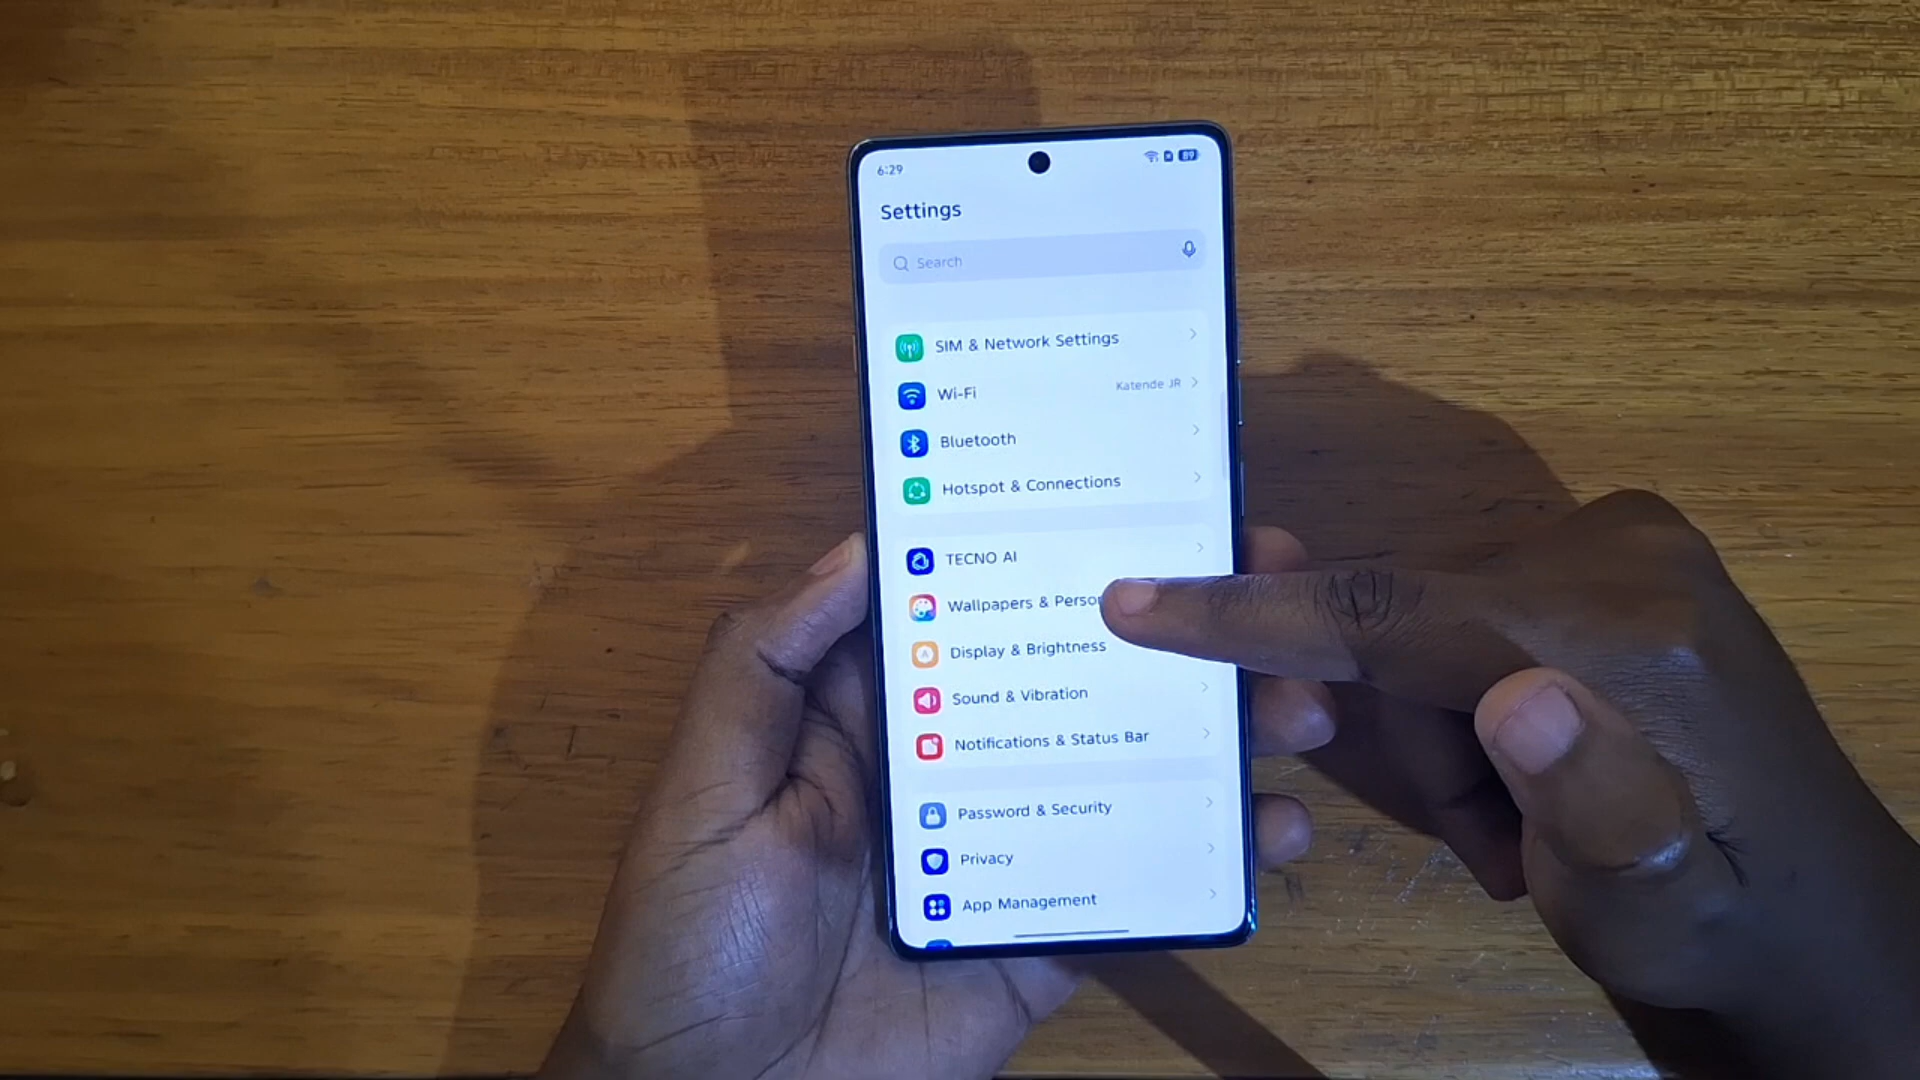 6:29
89
Settings
Search
SIM & Network Settings
Wi-Fi Katende JR
Bluetooth
Hotspot & Connections
TECNO AI
Wallpapers & Perso
Display & Brightness
Sound & Vibration
Notifications & Status Bar
Password & Security
Privacy
App Management